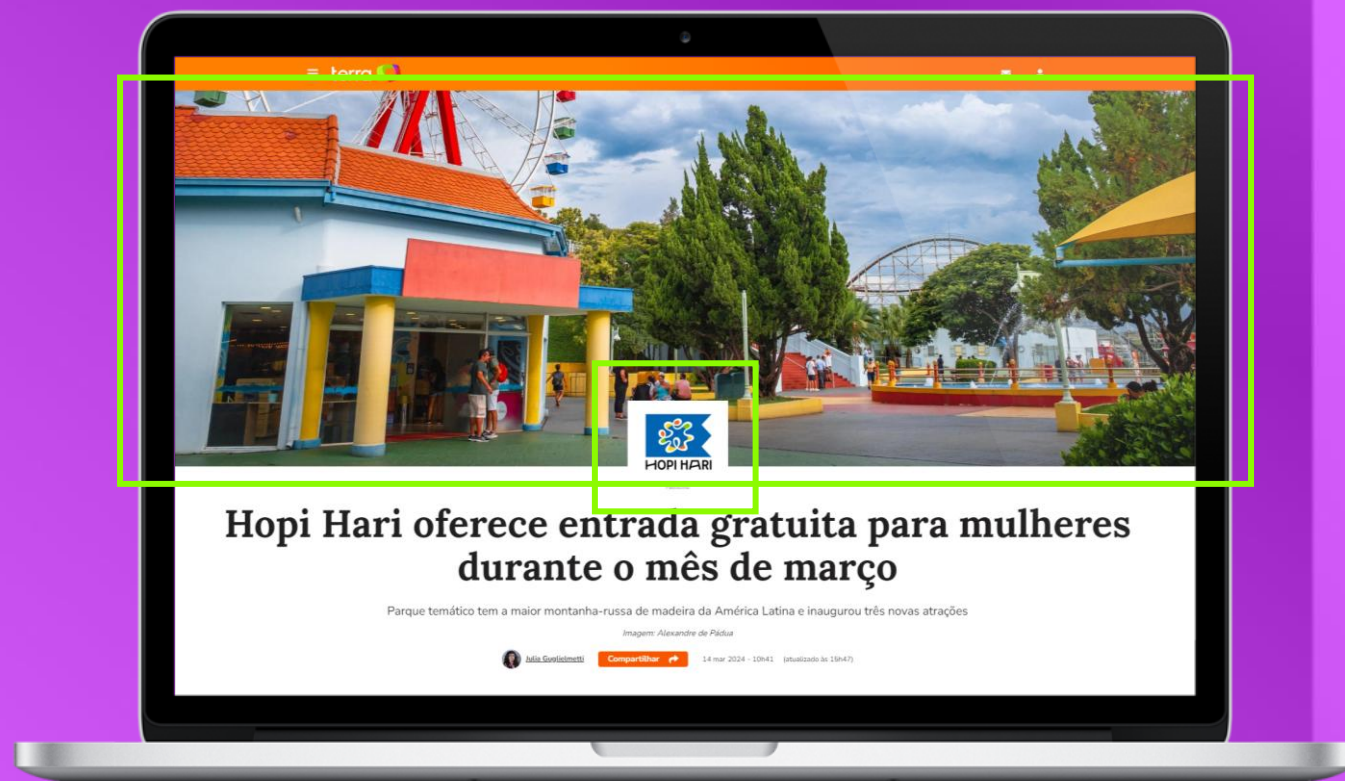 terra
HOPI HARI
Hopi Hari oferece entrada gratuita para mulheres
durante o mês de março
Parque temático tem a maior montanha-russa de madeira da América Latina e inaugurou três novas atrações
Imagem: Alexandre de Pádua
Julia Guglielmetti Compartilhar 14 mar 2024 - 10h41 (atualizado às 15h47)